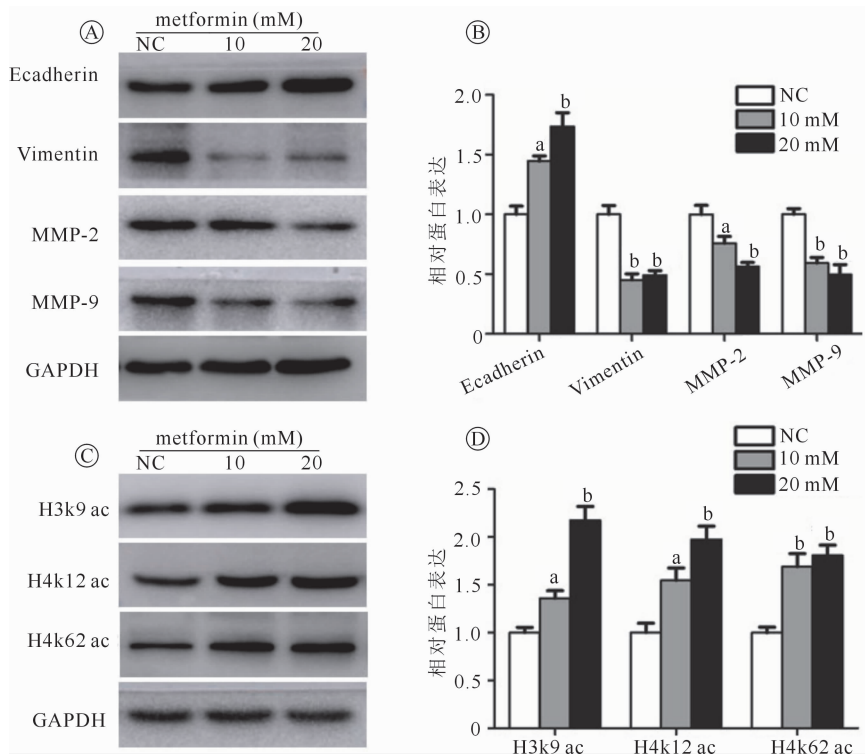 A
metformin (mM)
NC 10 20
Ecadherin
Vimentin
MMP-2
MMP-9
GAPDH
B
NC
10 mM
20 mM
相对蛋白表达
2.0
1.5
1.0
0.5
0
a b
b b
a b
b b
Ecadherin Vimentin MMP-2 MMP-9
C
metformin (mM)
NC 10 20
H3k9 ac
H4k12 ac
H4k62 ac
GAPDH
D
NC
10 mM
20 mM
相对蛋白表达
2.5
2.0
1.5
1.0
0.5
0
a b
a b
b b
H3k9 ac H4k12 ac H4k62 ac